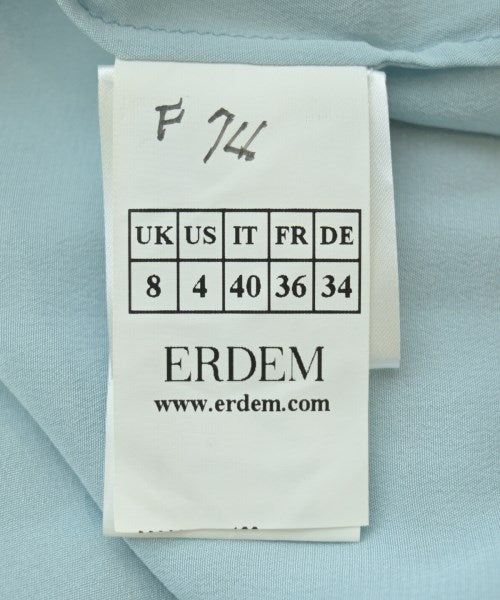 F 74
UK US IT FR DE
8 4 40 36 34
ERDEM
www.erdem.com